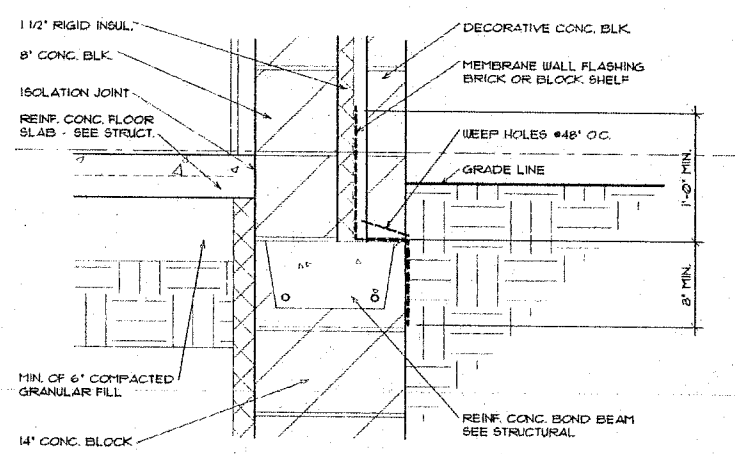 1 1/2" RIGID INSUL.
8" CONC. BLK.
ISOLATION JOINT
REINF. CONC. FLOOR
SLAB - SEE STRUCT.
MIN. OF 6" COMPACTED
GRANULAR FILL
14" CONC. BLOCK
DECORATIVE CONC. BLK.
MEMBRANE WALL FLASHING
BRICK OR BLOCK SHELF
WEEP HOLES @48" O.C.
GRADE LINE
1'-0" MIN.
8" MIN.
REINF. CONC. BOND BEAM
SEE STRUCTURAL